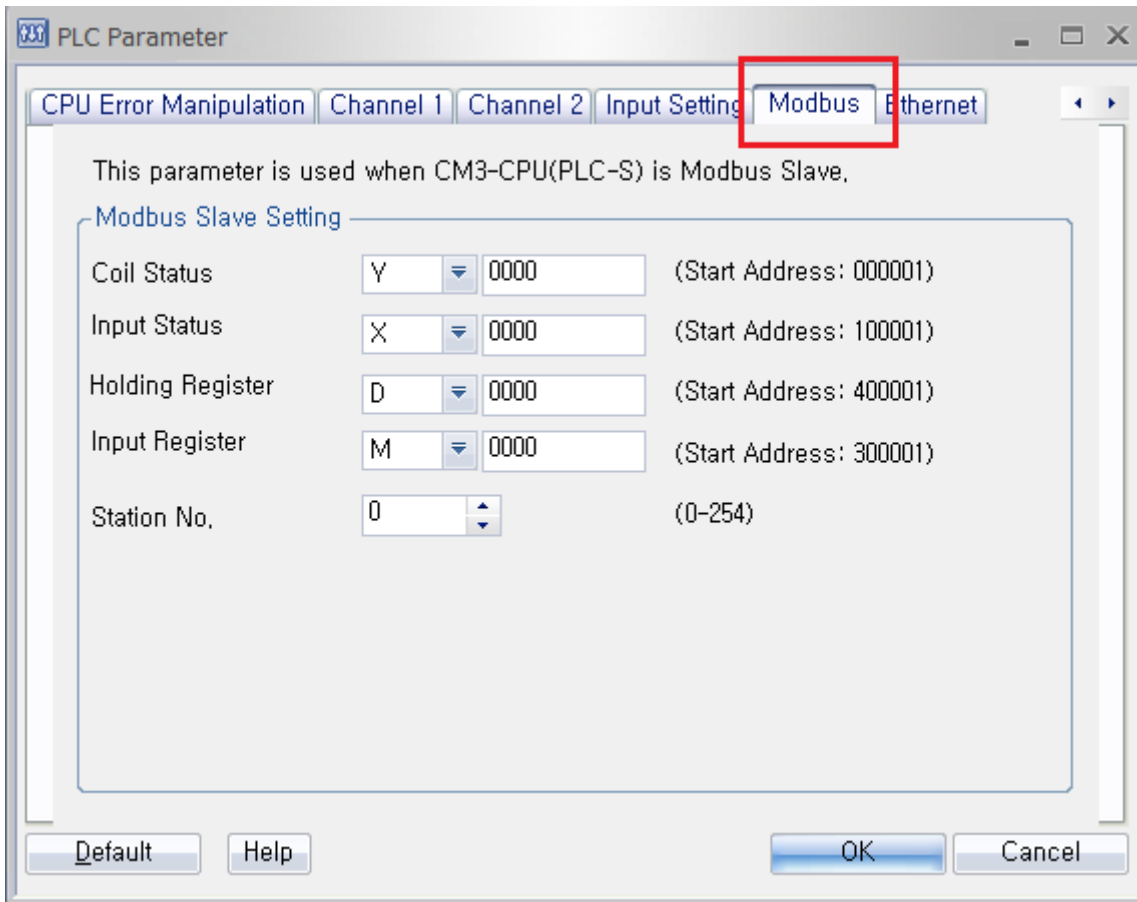 PLC Parameter
CPU Error Manipulation Channel 1 Channel 2 Input Setting Modbus Ethernet
This parameter is used when CM3-CPU(PLC-S) is Modbus Slave,
Modbus Slave Setting
Coil Status Y 0000 (Start Address: 000001)
Input Status X 0000 (Start Address: 100001)
Holding Register D 0000 (Start Address: 400001)
Input Register M 0000 (Start Address: 300001)
Station No, 0 (0-254)
Default Help OK Cancel